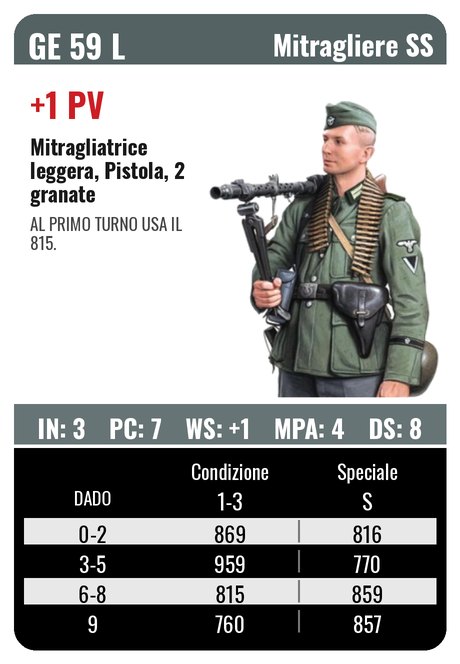 GE 59 L
Mitragliere SS
+1 PV
Mitragliatrice
leggera, Pistola, 2
granate
AL PRIMO TURNO USA IL
815.
IN: 3 PC: 7 WS: +1 MPA: 4 DS: 8
Condizione Speciale
DADO 1-3 S
0-2 869 816
3-5 959 770
6-8 815 859
9 760 857